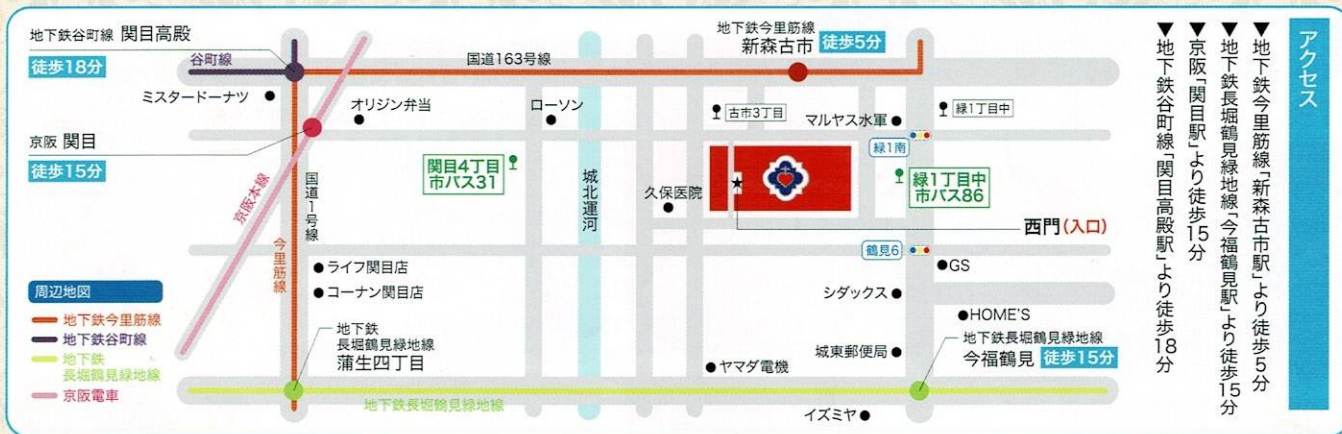 アクセス
▼地下鉄今里筋線「新森古市駅」より徒歩5分
▼地下鉄長堀鶴見緑地線「今福鶴見駅」より徒歩15分
▼京阪「関目駅」より徒歩15分
▼地下鉄谷町線「関目高殿駅」より徒歩18分
地下鉄谷町線 関目高殿
徒歩18分
谷町線
国道163号線
地下鉄今里筋線
新森古市 徒歩5分
ミスタードーナツ
オリジン弁当
ローソン
古市3丁目
マルヤス水軍
緑1丁目中
京阪 関目
徒歩15分
緑1南
関目4丁目
市バス31
緑1丁目中
市バス86
京阪本線
国道1号線
城北運河
久保医院
西門(入口)
今里筋線
鶴見6
ライフ関目店
GS
コーナン関目店
シダックス
HOME'S
周辺地図
地下鉄今里筋線
地下鉄谷町線
地下鉄
長堀鶴見緑地線
京阪電車
地下鉄
長堀鶴見緑地線
蒲生四丁目
城東郵便局
地下鉄長堀鶴見緑地線
今福鶴見 徒歩15分
ヤマダ電機
地下鉄長堀鶴見緑地線
イズミヤ